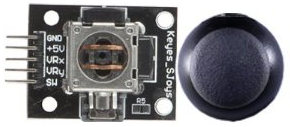 GND
+5V
VRx
VRy
SW
Keyes_SJoys
R5